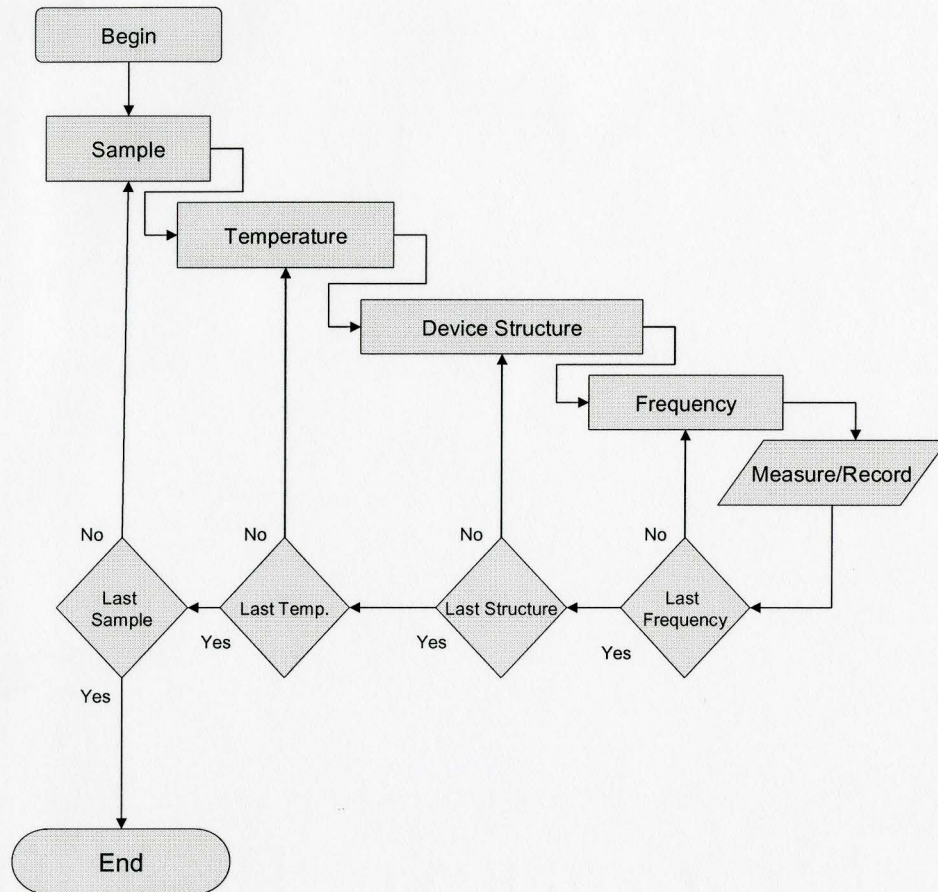 Begin
Sample
Temperature
Device Structure
Frequency
Measure/Record
No
No
No
No
Last
Sample
Last Temp.
Last Structure
Last
Frequency
Yes
Yes
Yes
Yes
End